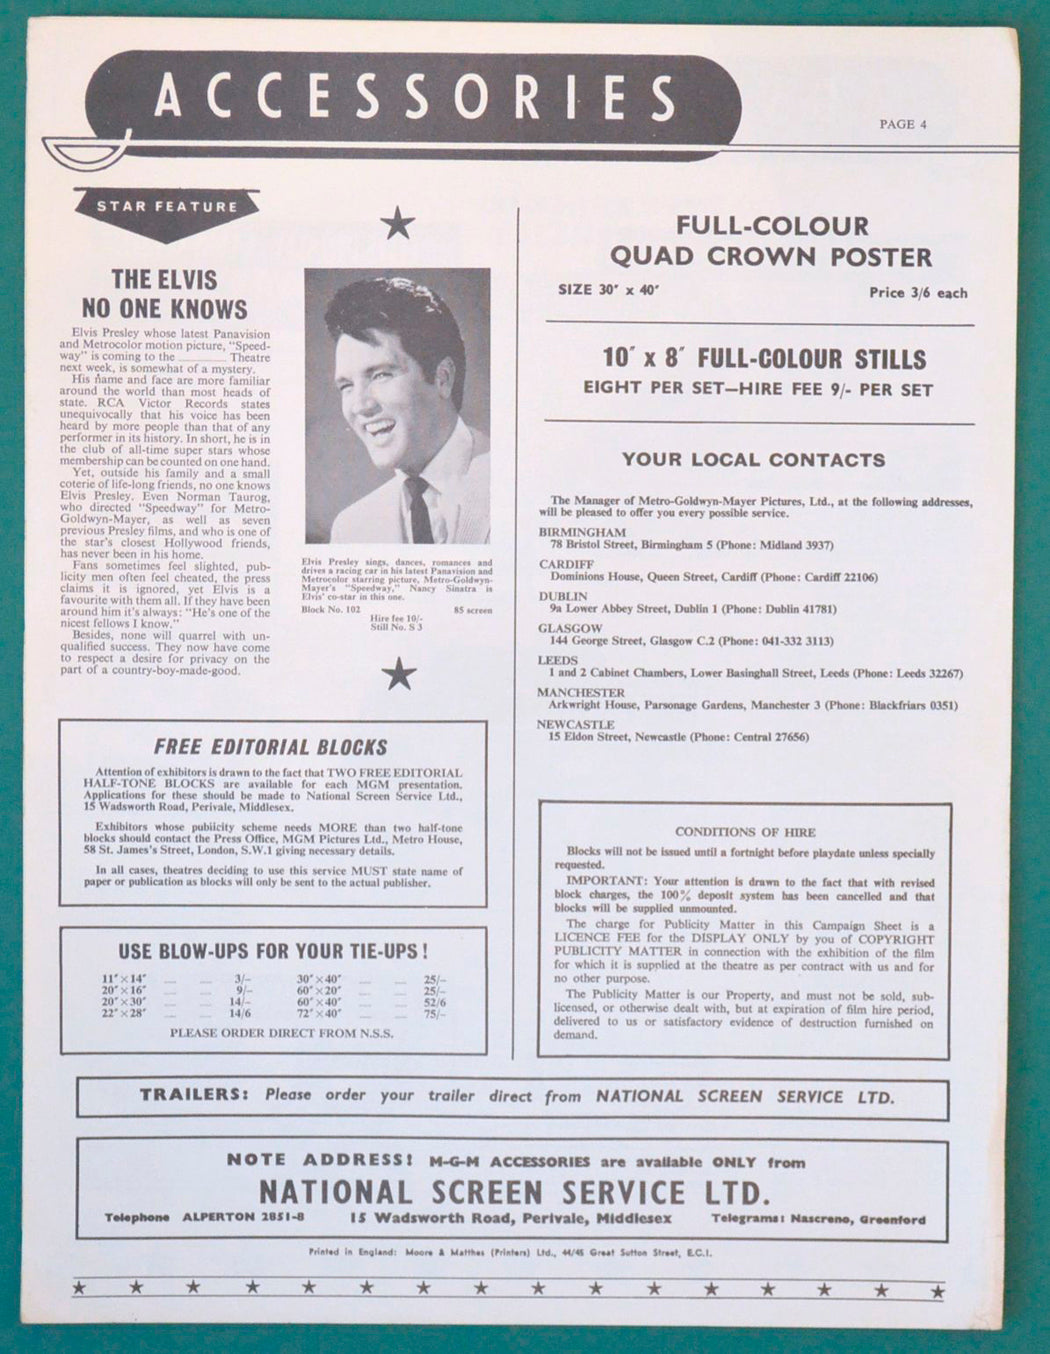 ACCESSORIES
PAGE 4
STAR FEATURE
THE ELVIS
NO ONE KNOWS
Elvis Presley whose latest Panavision
and Metrocolor motion picture, "Speed-
way" is coming to the ________ Theatre
next week, is somewhat of a mystery.
His name and face are more familiar
around the world than most heads of
state. RCA Victor Records states
unequivocally that his voice has been
heard by more people than that of any
performer in its history. In short, he is in
the club of all-time super stars whose
membership can be counted on one hand.
Yet, outside his family and a small
coterie of life-long friends, no one knows
Elvis Presley. Even Norman Taurog,
who directed "Speedway" for Metro-
Goldwyn-Mayer, as well as seven
previous Presley films, and who is one of
the star's closest Hollywood friends,
has never been in his home.
Fans sometimes feel slighted, pub-
licity men often feel cheated, the press
claims it is ignored, yet Elvis is a
favourite with them all. If they have been
around him it's always: "He's one of the
nicest fellows I know."
Besides, none will quarrel with un-
qualified success. They now have come
to respect a desire for privacy on the
part of a country-boy-made-good.
Elvis Presley sings, dances, romances and
drives a racing car in his latest Panavision and
Metrocolor starring picture, Metro-Goldwyn-
Mayer's "Speedway," Nancy Sinatra is
Elvis' co-star in this one.
Block No. 102 85 screen
Hire fee 10/-
Still No. S 3
FREE EDITORIAL BLOCKS
Attention of exhibitors is drawn to the fact that TWO FREE EDITORIAL
HALF-TONE BLOCKS are available for each MGM presentation.
Applications for these should be made to National Screen Service Ltd.,
15 Wadsworth Road, Perivale, Middlesex.
Exhibitors whose publicity scheme needs MORE than two half-tone
blocks should contact the Press Office, MGM Pictures Ltd., Metro House,
58 St. James's Street, London, S.W.1 giving necessary details.
In all cases, theatres deciding to use this service MUST state name of
paper or publication as blocks will only be sent to the actual publisher.
USE BLOW-UPS FOR YOUR TIE-UPS!
11"×14" .... .... 3/– 30"×40" .... .... 25/–
20"×16" .... .... 9/– 60"×20" .... .... 25/–
20"×30" .... .... 14/– 60"×40" .... .... 52/6
22"×28" .... .... 14/6 72"×40" .... .... 75/–
PLEASE ORDER DIRECT FROM N.S.S.
FULL-COLOUR
QUAD CROWN POSTER
SIZE 30" x 40" Price 3/6 each
10" x 8" FULL-COLOUR STILLS
EIGHT PER SET—HIRE FEE 9/- PER SET
YOUR LOCAL CONTACTS
The Manager of Metro-Goldwyn-Mayer Pictures, Ltd., at the following addresses,
will be pleased to offer you every possible service.
BIRMINGHAM
78 Bristol Street, Birmingham 5 (Phone: Midland 3937)
CARDIFF
Dominions House, Queen Street, Cardiff (Phone: Cardiff 22106)
DUBLIN
9a Lower Abbey Street, Dublin 1 (Phone: Dublin 41781)
GLASGOW
144 George Street, Glasgow C.2 (Phone: 041-332 3113)
LEEDS
1 and 2 Cabinet Chambers, Lower Basinghall Street, Leeds (Phone: Leeds 32267)
MANCHESTER
Arkwright House, Parsonage Gardens, Manchester 3 (Phone: Blackfriars 0351)
NEWCASTLE
15 Eldon Street, Newcastle (Phone: Central 27656)
CONDITIONS OF HIRE
Blocks will not be issued until a fortnight before playdate unless specially
requested.
IMPORTANT: Your attention is drawn to the fact that with revised
block charges, the 100% deposit system has been cancelled and that
blocks will be supplied unmounted.
The charge for Publicity Matter in this Campaign Sheet is a
LICENCE FEE for the DISPLAY ONLY by you of COPYRIGHT
PUBLICITY MATTER in connection with the exhibition of the film
for which it is supplied at the theatre as per contract with us and for
no other purpose.
The Publicity Matter is our Property, and must not be sold, sub-
licensed, or otherwise dealt with, but at expiration of film hire period,
delivered to us or satisfactory evidence of destruction furnished on
demand.
TRAILERS: Please order your trailer direct from NATIONAL SCREEN SERVICE LTD.
NOTE ADDRESS! M-G-M ACCESSORIES are available ONLY from
NATIONAL SCREEN SERVICE LTD.
Telephone ALPERTON 2851-8 15 Wadsworth Road, Perivale, Middlesex Telegrams: Nascreno, Greenford
Printed in England: Moore & Matthes (Printers) Ltd., 44/45 Great Sutton Street, E.C.1.